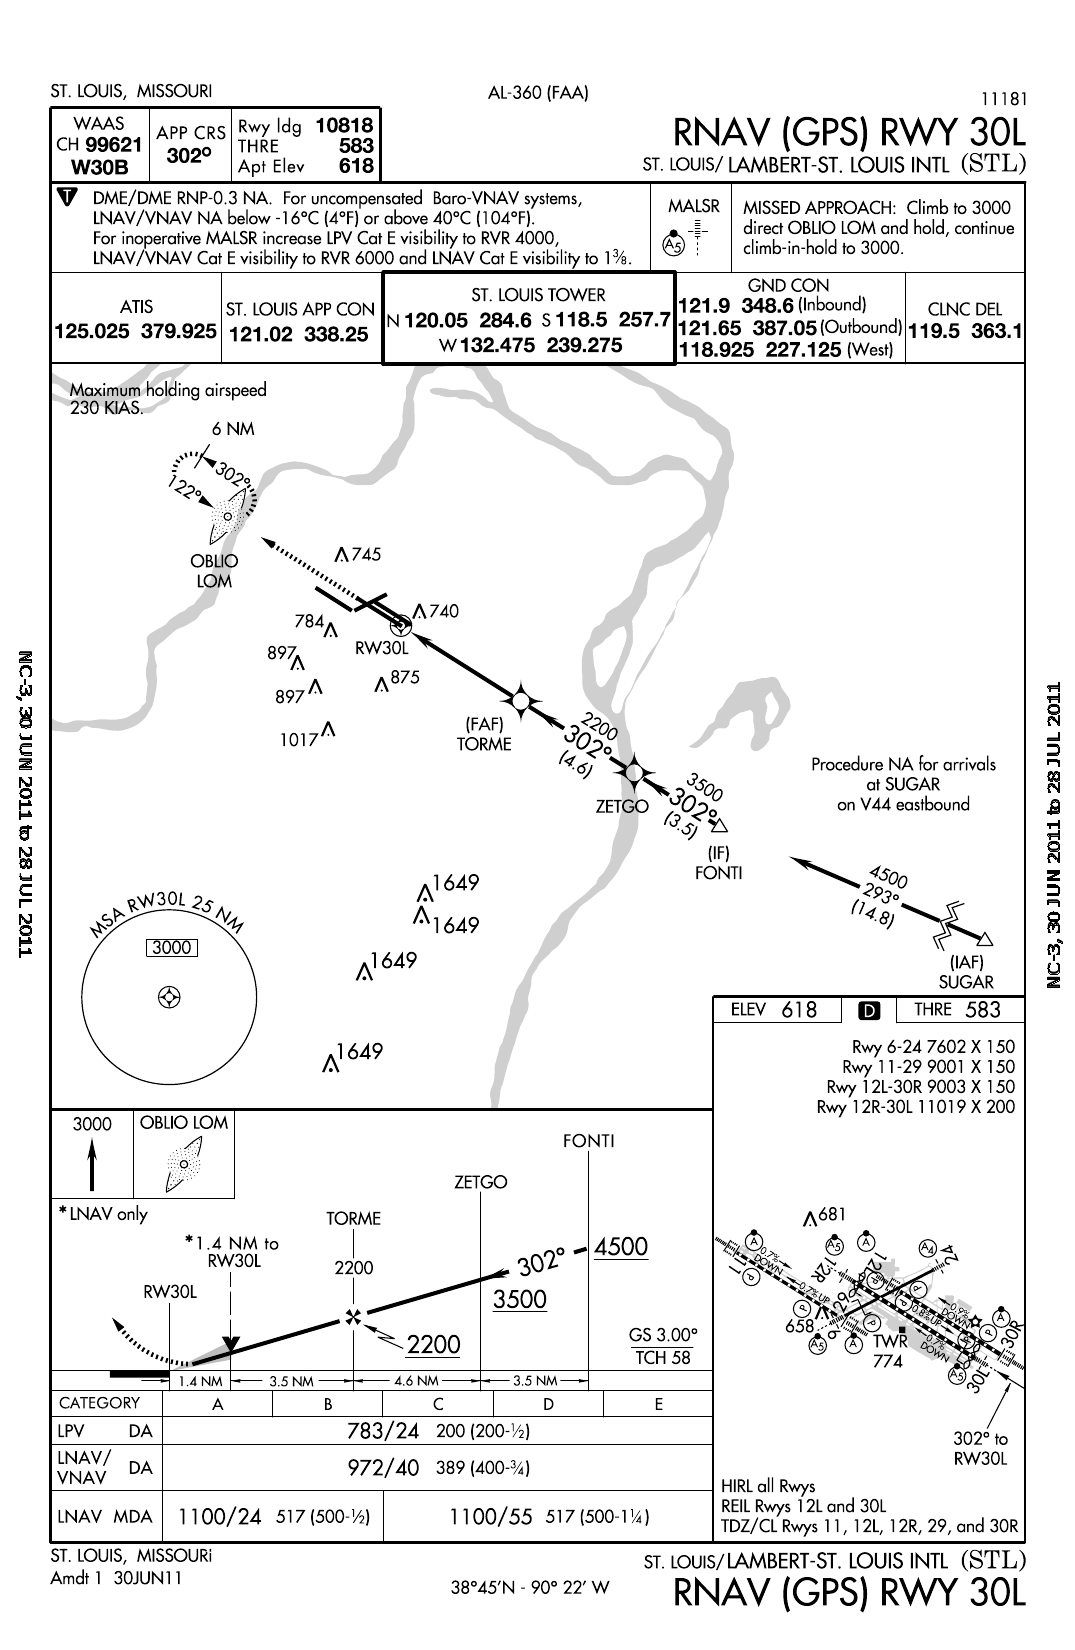 ST. LOUIS, MISSOURI
AL-360 (FAA)
11181
RNAV (GPS) RWY 30L
ST. LOUIS/ LAMBERT-ST. LOUIS INTL (STL)
WAAS
CH 99621
W30B
APP CRS
302°
Rwy ldg 10818
THRE 583
Apt Elev 618
T
DME/DME RNP-0.3 NA. For uncompensated Baro-VNAV systems,
LNAV/VNAV NA below -16°C (4°F) or above 40°C (104°F).
For inoperative MALSR increase LPV Cat E visibility to RVR 4000,
LNAV/VNAV Cat E visibility to RVR 6000 and LNAV Cat E visibility to 1⅜.
MALSR
A5
MISSED APPROACH: Climb to 3000
direct OBLIO LOM and hold, continue
climb-in-hold to 3000.
ATIS
125.025 379.925
ST. LOUIS APP CON
121.02 338.25
ST. LOUIS TOWER
N 120.05 284.6 S 118.5 257.7
W 132.475 239.275
GND CON
121.9 348.6 (Inbound)
121.65 387.05 (Outbound)
118.925 227.125 (West)
CLNC DEL
119.5 363.1
Maximum holding airspeed
230 KIAS.
6 NM
302°
122°
OBLIO
LOM
745
740
784
RW30L
897
875
897
1017
(FAF)
TORME
2200
302°
(4.6)
ZETGO
3500
302°
(3.5)
(IF)
FONTI
Procedure NA for arrivals
at SUGAR
on V44 eastbound
4500
293°
(14.8)
(IAF)
SUGAR
1649
1649
1649
1649
MSA RW30L 25 NM
3000
NC-3, 30 JUN 2011 to 28 JUL 2011
NC-3, 30 JUN 2011 to 28 JUL 2011
ELEV 618
D
THRE 583
Rwy 6-24 7602 X 150
Rwy 11-29 9001 X 150
Rwy 12L-30R 9003 X 150
Rwy 12R-30L 11019 X 200
681
A
A5
A
A4
24
12L
12R
11
P
0.7%
DOWN
0.7% UP
29
6
658
A5
A
P
TWR
774
0.8% UP
0.9%
DOWN
0.7%
DOWN
A5
A
30R
30L
302° to
RW30L
HIRL all Rwys
REIL Rwys 12L and 30L
TDZ/CL Rwys 11, 12L, 12R, 29, and 30R
3000
OBLIO LOM
*LNAV only
*1.4 NM to
RW30L
RW30L
TORME
2200
ZETGO
FONTI
302°
4500
3500
2200
GS 3.00°
TCH 58
1.4 NM
3.5 NM
4.6 NM
3.5 NM
CATEGORY A B C D E
LPV DA 783/24 200 (200-½)
LNAV/
VNAV DA 972/40 389 (400-¾)
LNAV MDA 1100/24 517 (500-½) 1100/55 517 (500-1¼)
ST. LOUIS, MISSOURi
Amdt 1 30JUN11
38°45'N - 90° 22' W
ST. LOUIS/ LAMBERT-ST. LOUIS INTL (STL)
RNAV (GPS) RWY 30L